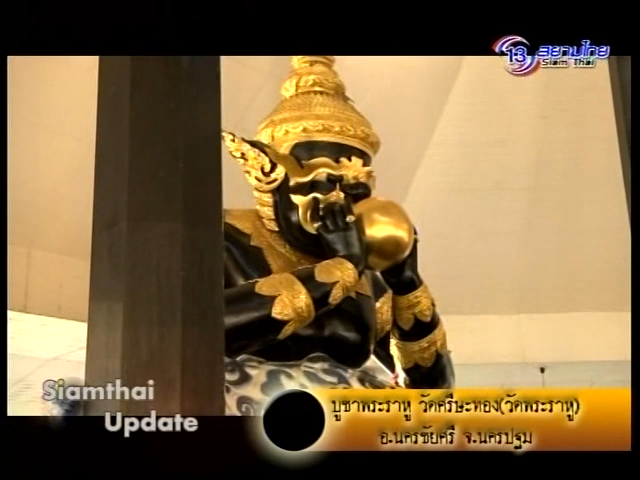 13 สยามไทย
Siam Thai
Siamthai
Update
บูชาพระราหู วัดศรีษะทอง(วัดพระราหู)
อ.นครชัยศรี จ.นครปฐม